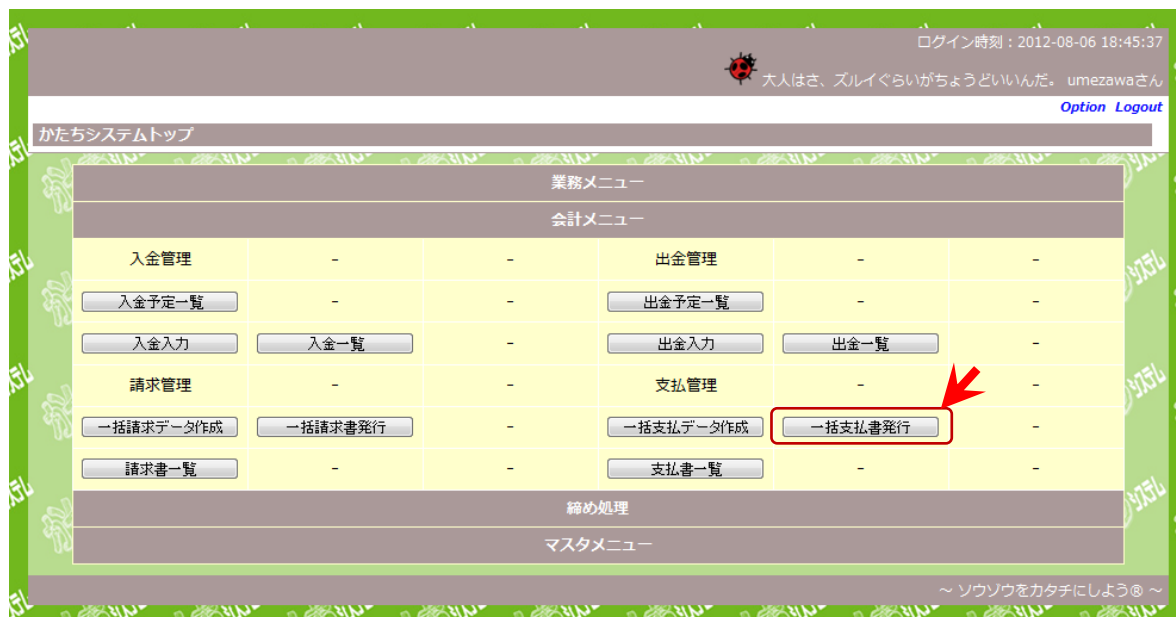 ログイン時刻：2012-08-06 18:45:37
大人はさ、ズルイぐらいがちょうどいいんだ。 umezawaさん
Option Logout
かたちシステムトップ
業務メニュー
会計メニュー
入金管理 - - 出金管理 - -
入金予定一覧 - - 出金予定一覧 - -
入金入力 入金一覧 - 出金入力 出金一覧 -
請求管理 - - 支払管理 - -
一括請求データ作成 一括請求書発行 - 一括支払データ作成 一括支払書発行 -
請求書一覧 - - 支払書一覧 - -
締め処理
マスタメニュー
～ ソウゾウをカタチにしよう® ～